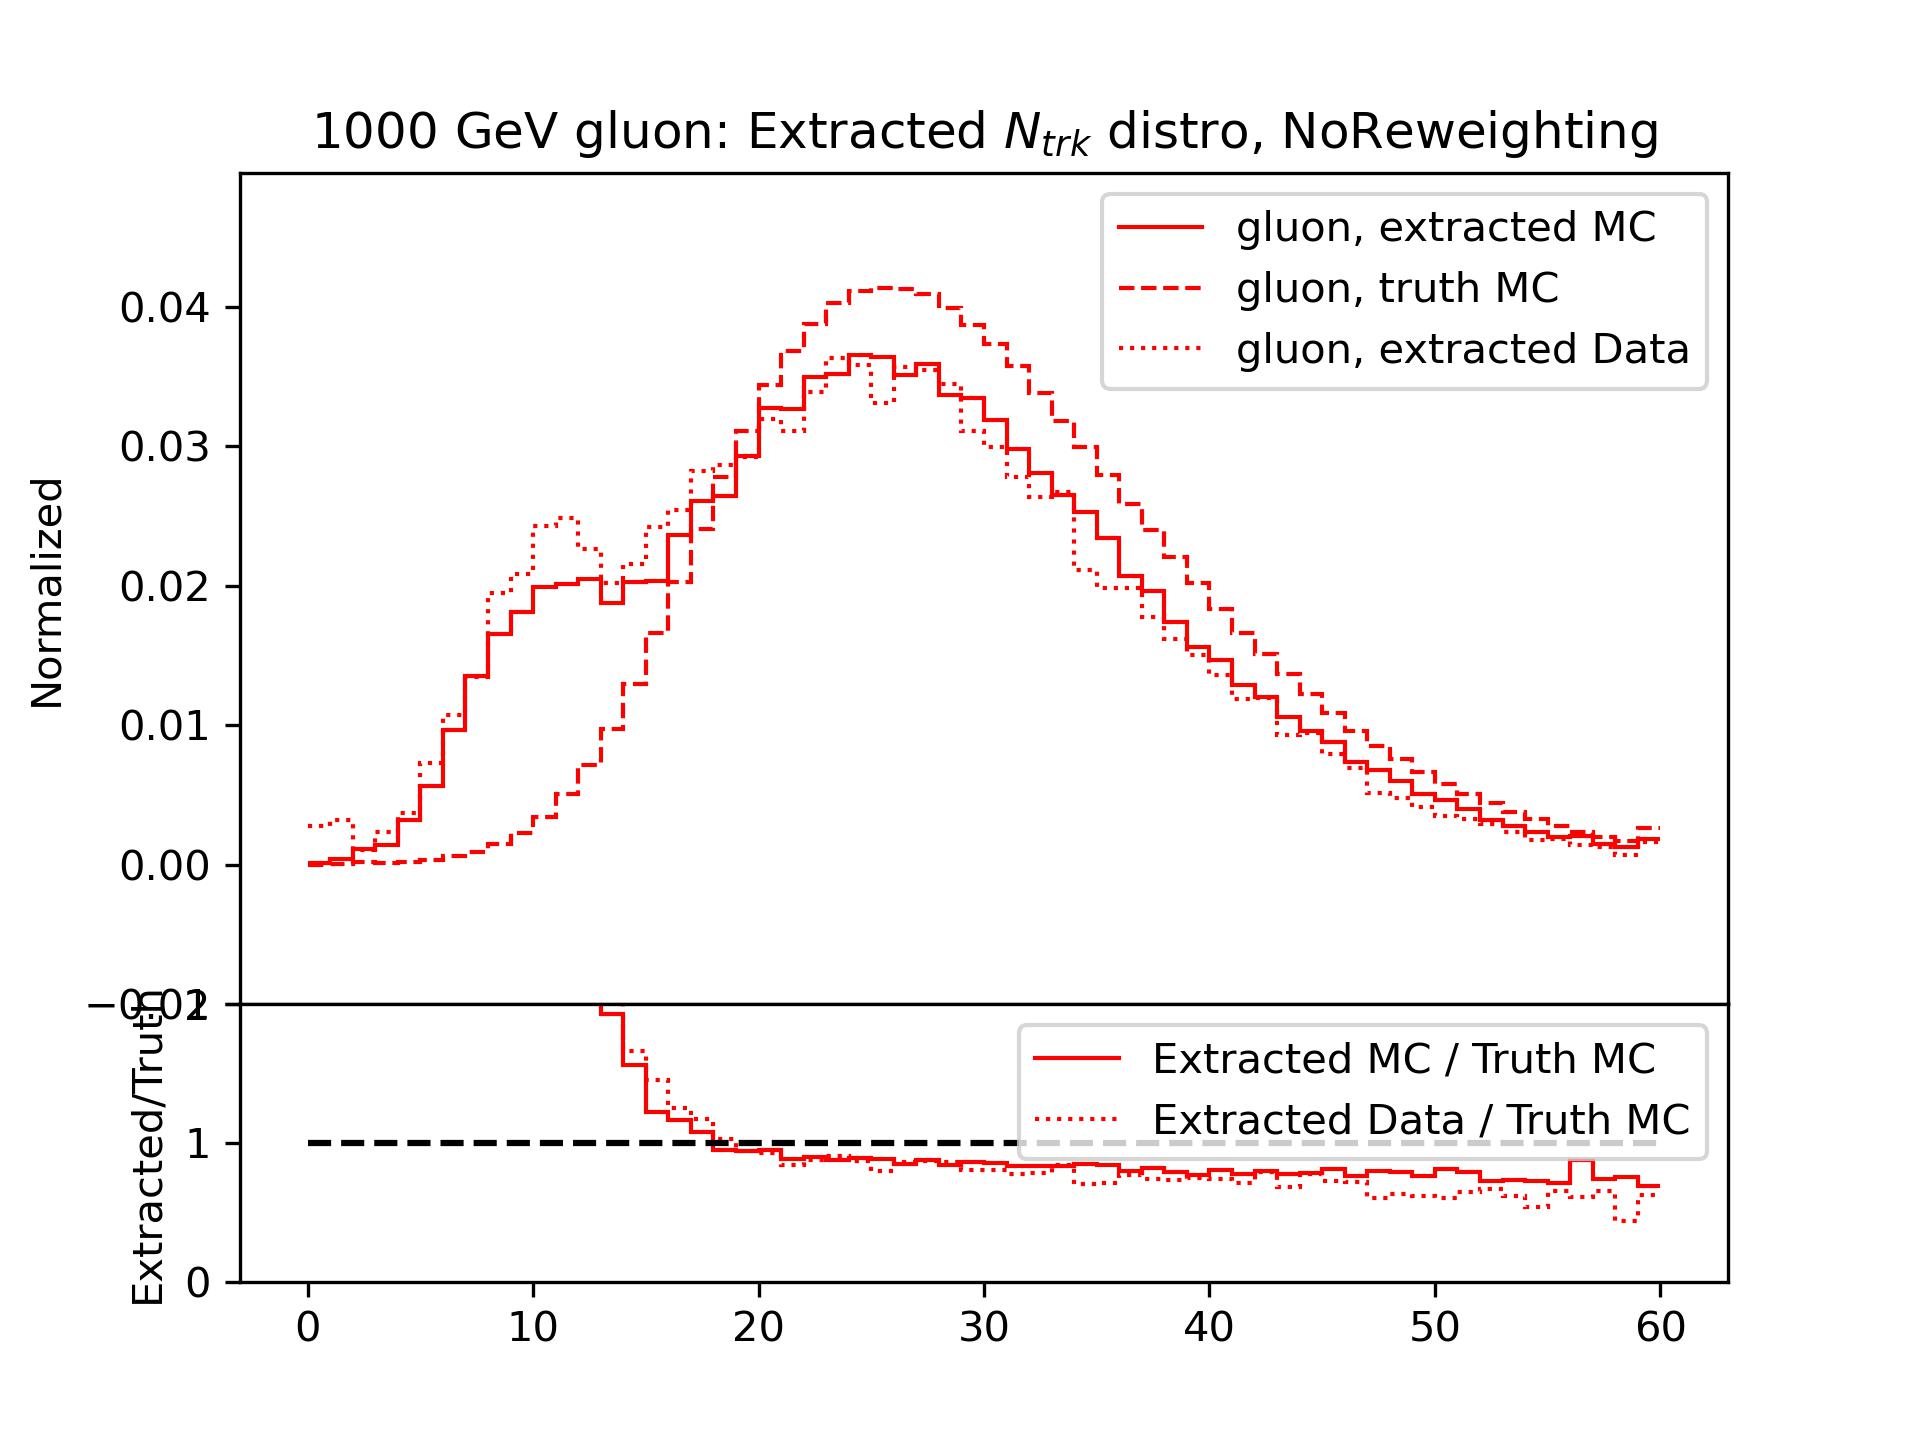 1000 GeV gluon: Extracted N_trk distro, NoReweighting
gluon, extracted MC
gluon, truth MC
gluon, extracted Data
0.04
0.03
0.02
0.01
0.00
Normalized
Extracted MC / Truth MC
Extracted Data / Truth MC
2
1
0
Extracted/Truth
0 10 20 30 40 50 60